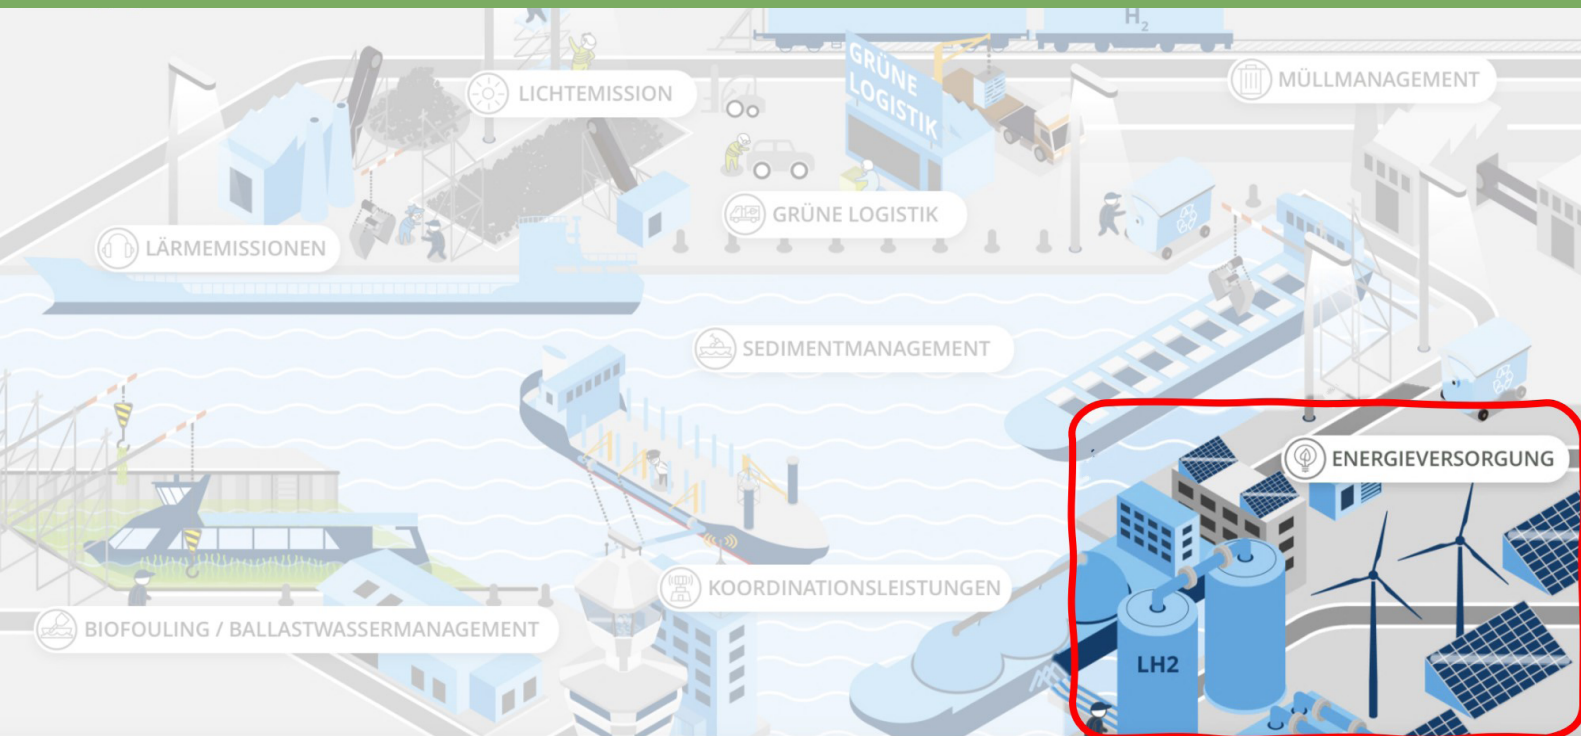 H₂
GRÜNE
LOGISTIK
LICHTEMISSION
MÜLLMANAGEMENT
GRÜNE LOGISTIK
LÄRMEMISSIONEN
SEDIMENTMANAGEMENT
ENERGIEVERSORGUNG
KOORDINATIONSLEISTUNGEN
BIOFOULING / BALLASTWASSERMANAGEMENT
LH2